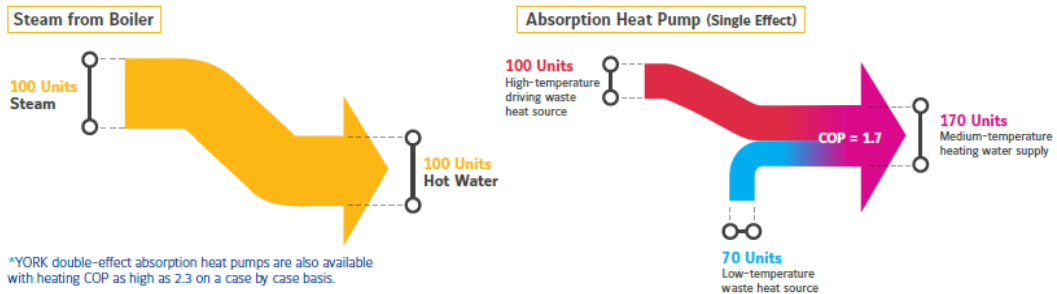 Steam from Boiler
100 Units
Steam
100 Units
Hot Water
*YORK double-effect absorption heat pumps are also available
with heating COP as high as 2.3 on a case by case basis.
Absorption Heat Pump (Single Effect)
100 Units
High-temperature
driving waste
heat source
COP = 1.7
170 Units
Medium-temperature
heating water supply
70 Units
Low-temperature
waste heat source